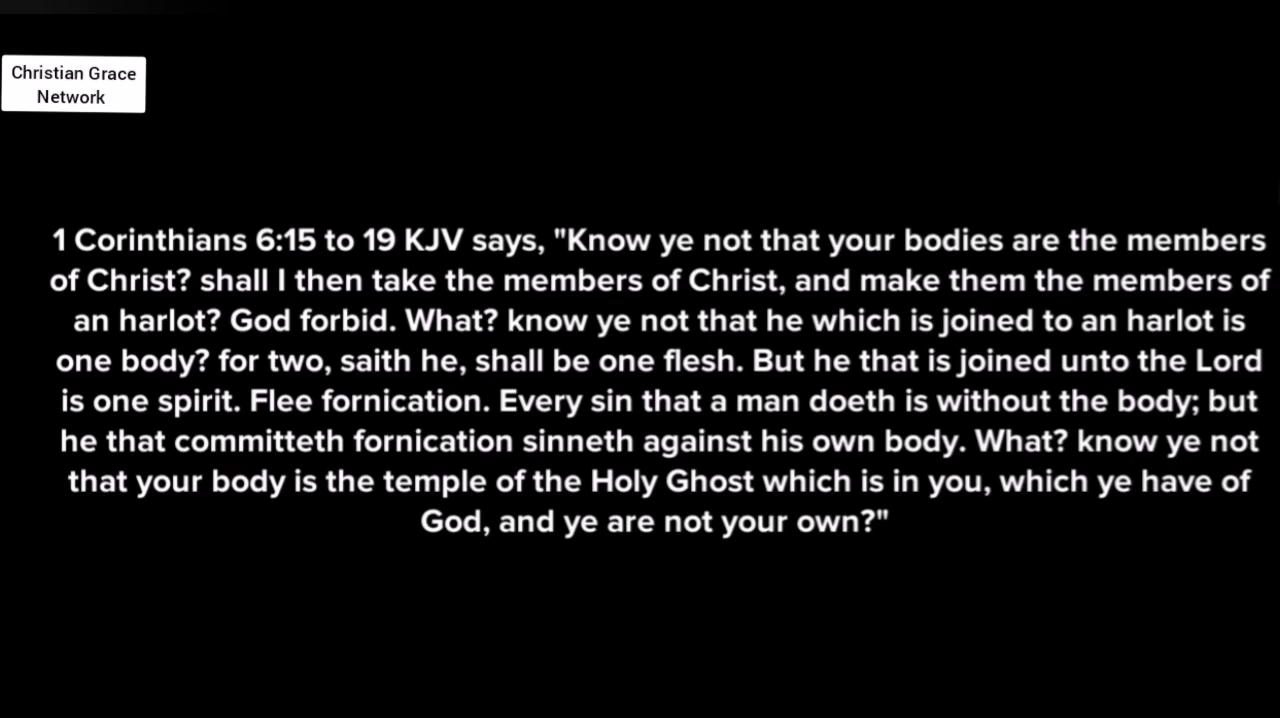 Christian Grace
Network
1 Corinthians 6:15 to 19 KJV says, "Know ye not that your bodies are the members
of Christ? shall I then take the members of Christ, and make them the members of
an harlot? God forbid. What? know ye not that he which is joined to an harlot is
one body? for two, saith he, shall be one flesh. But he that is joined unto the Lord
is one spirit. Flee fornication. Every sin that a man doeth is without the body; but
he that committeth fornication sinneth against his own body. What? know ye not
that your body is the temple of the Holy Ghost which is in you, which ye have of
God, and ye are not your own?"